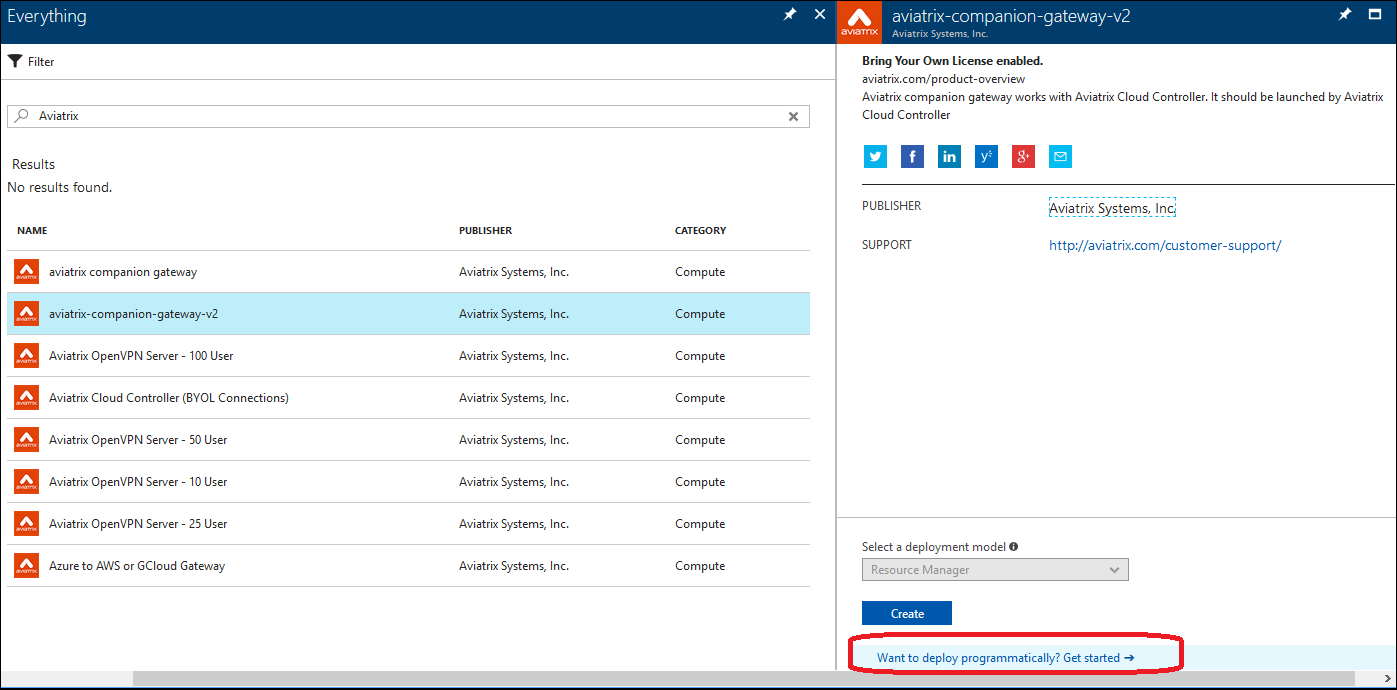 Everything
Filter
Aviatrix
Results
No results found.
NAME PUBLISHER CATEGORY
aviatrix companion gateway Aviatrix Systems, Inc. Compute
aviatrix-companion-gateway-v2 Aviatrix Systems, Inc. Compute
Aviatrix OpenVPN Server - 100 User Aviatrix Systems, Inc. Compute
Aviatrix Cloud Controller (BYOL Connections) Aviatrix Systems, Inc. Compute
Aviatrix OpenVPN Server - 50 User Aviatrix Systems, Inc. Compute
Aviatrix OpenVPN Server - 10 User Aviatrix Systems, Inc. Compute
Aviatrix OpenVPN Server - 25 User Aviatrix Systems, Inc. Compute
Azure to AWS or GCloud Gateway Aviatrix Systems, Inc. Compute
aviatrix
aviatrix-companion-gateway-v2
Aviatrix Systems, Inc.
Bring Your Own License enabled.
aviatrix.com/product-overview
Aviatrix companion gateway works with Aviatrix Cloud Controller. It should be launched by Aviatrix
Cloud Controller
PUBLISHER Aviatrix Systems, Inc.
SUPPORT http://aviatrix.com/customer-support/
Select a deployment model
Resource Manager
Create
Want to deploy programmatically? Get started →